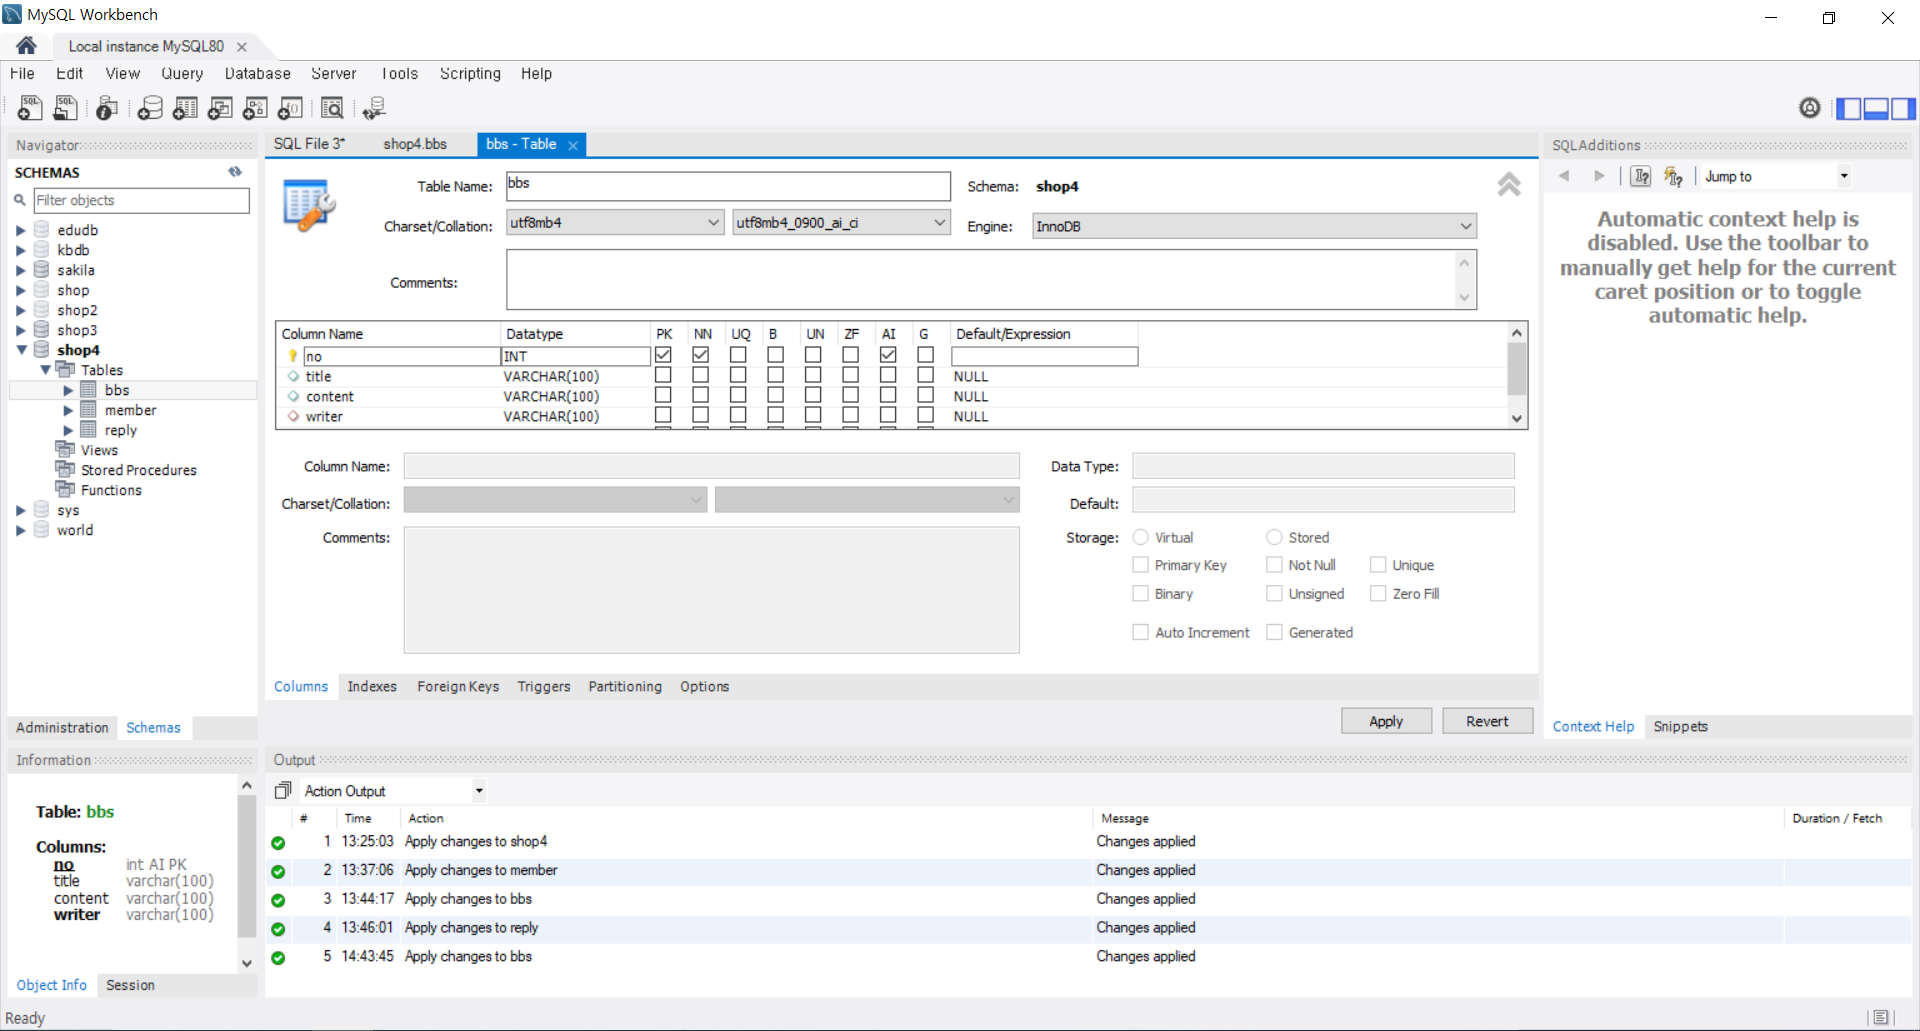 MySQL Workbench
Local instance MySQL80
File Edit View Query Database Server Tools Scripting Help
Navigator
SCHEMAS
Filter objects
edudb
kbdb
sakila
shop
shop2
shop3
shop4
Tables
bbs
member
reply
Views
Stored Procedures
Functions
sys
world
Administration Schemas
Information
Table: bbs
Columns:
no int AI PK
title varchar(100)
content varchar(100)
writer varchar(100)
Object Info Session
SQL File 3* shop4.bbs bbs - Table
Table Name: bbs Schema: shop4
Charset/Collation: utf8mb4 utf8mb4_0900_ai_ci Engine: InnoDB
Comments:
Column Name Datatype PK NN UQ B UN ZF AI G Default/Expression
no INT
title VARCHAR(100) NULL
content VARCHAR(100) NULL
writer VARCHAR(100) NULL
Column Name: Data Type:
Charset/Collation: Default:
Comments: Storage: Virtual Stored
Primary Key Not Null Unique
Binary Unsigned Zero Fill
Auto Increment Generated
Columns Indexes Foreign Keys Triggers Partitioning Options
Apply Revert
Output
Action Output
# Time Action Message Duration / Fetch
1 13:25:03 Apply changes to shop4 Changes applied
2 13:37:06 Apply changes to member Changes applied
3 13:44:17 Apply changes to bbs Changes applied
4 13:46:01 Apply changes to reply Changes applied
5 14:43:45 Apply changes to bbs Changes applied
SQLAdditions
Jump to
Automatic context help is
disabled. Use the toolbar to
manually get help for the current
caret position or to toggle
automatic help.
Context Help Snippets
Ready